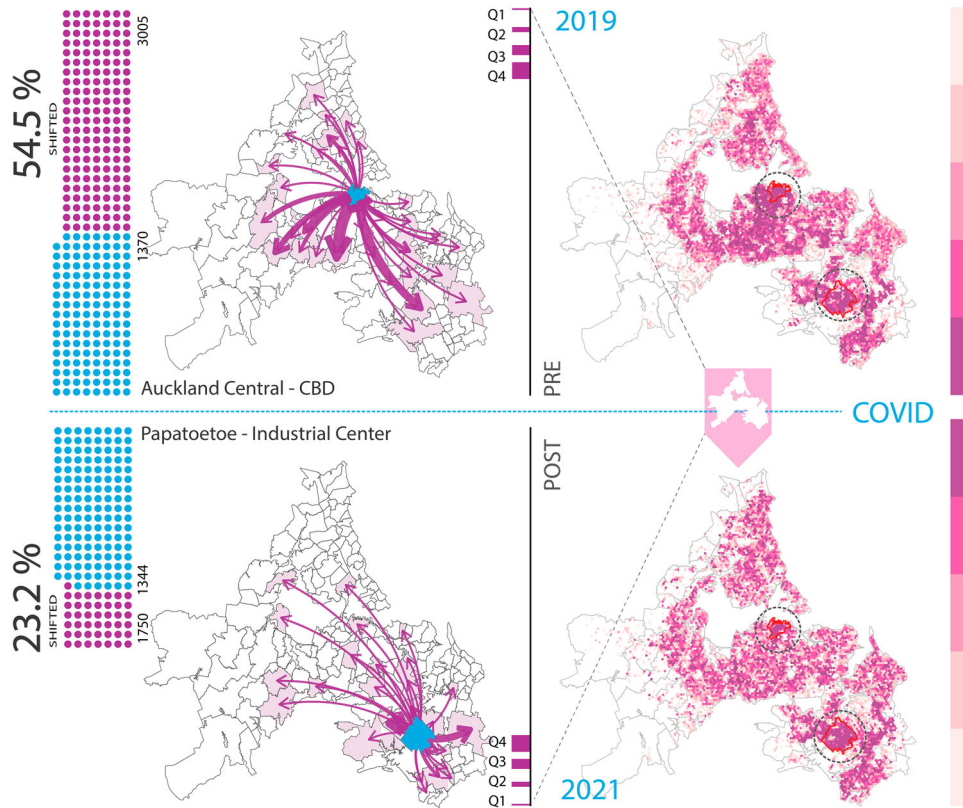 54.5 %
SHIFTED
3005
1370
Auckland Central - CBD
Q1
Q2
Q3
Q4
PRE
2019
COVID
Papatoetoe - Industrial Center
23.2 %
SHIFTED
1344
1750
POST
Q4
Q3
Q2
Q1
2021